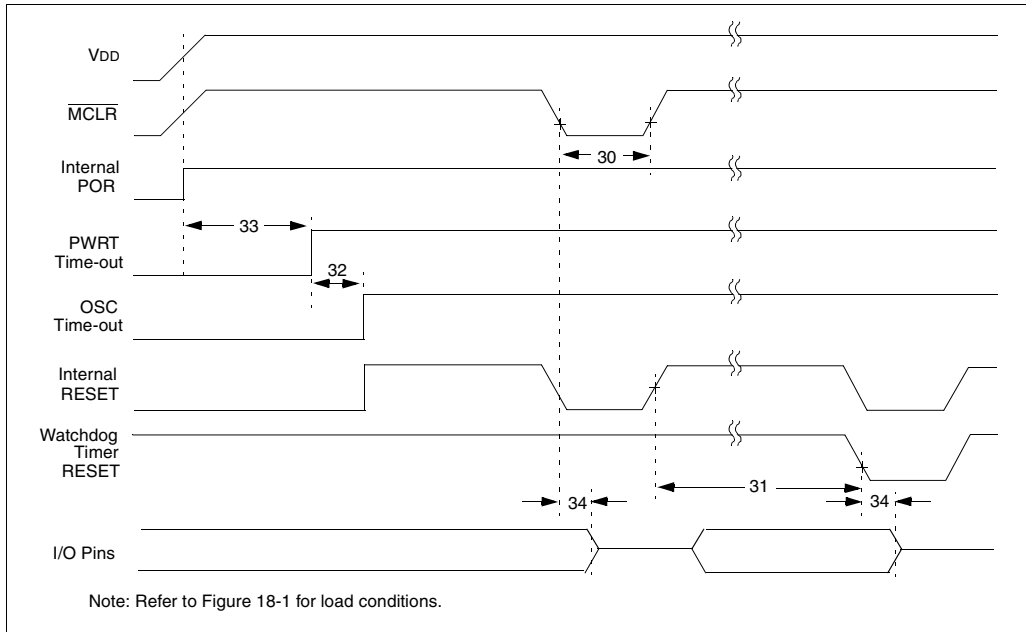 VDD
MCLR
30
Internal
POR
33
PWRT
Time-out
32
OSC
Time-out
Internal
RESET
Watchdog
Timer
RESET
31
34
34
I/O Pins
Note: Refer to Figure 18-1 for load conditions.